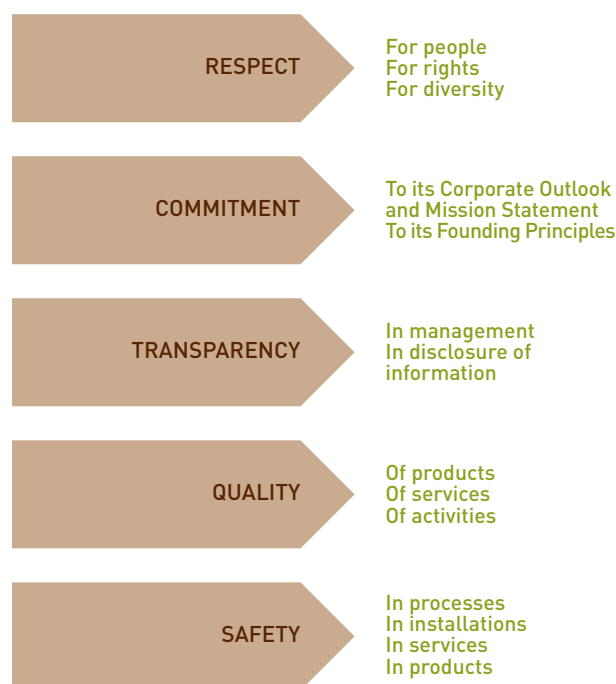 RESPECT
For people
For rights
For diversity
COMMITMENT
To its Corporate Outlook
and Mission Statement
To its Founding Principles
TRANSPARENCY
In management
In disclosure of
information
QUALITY
Of products
Of services
Of activities
SAFETY
In processes
In installations
In services
In products